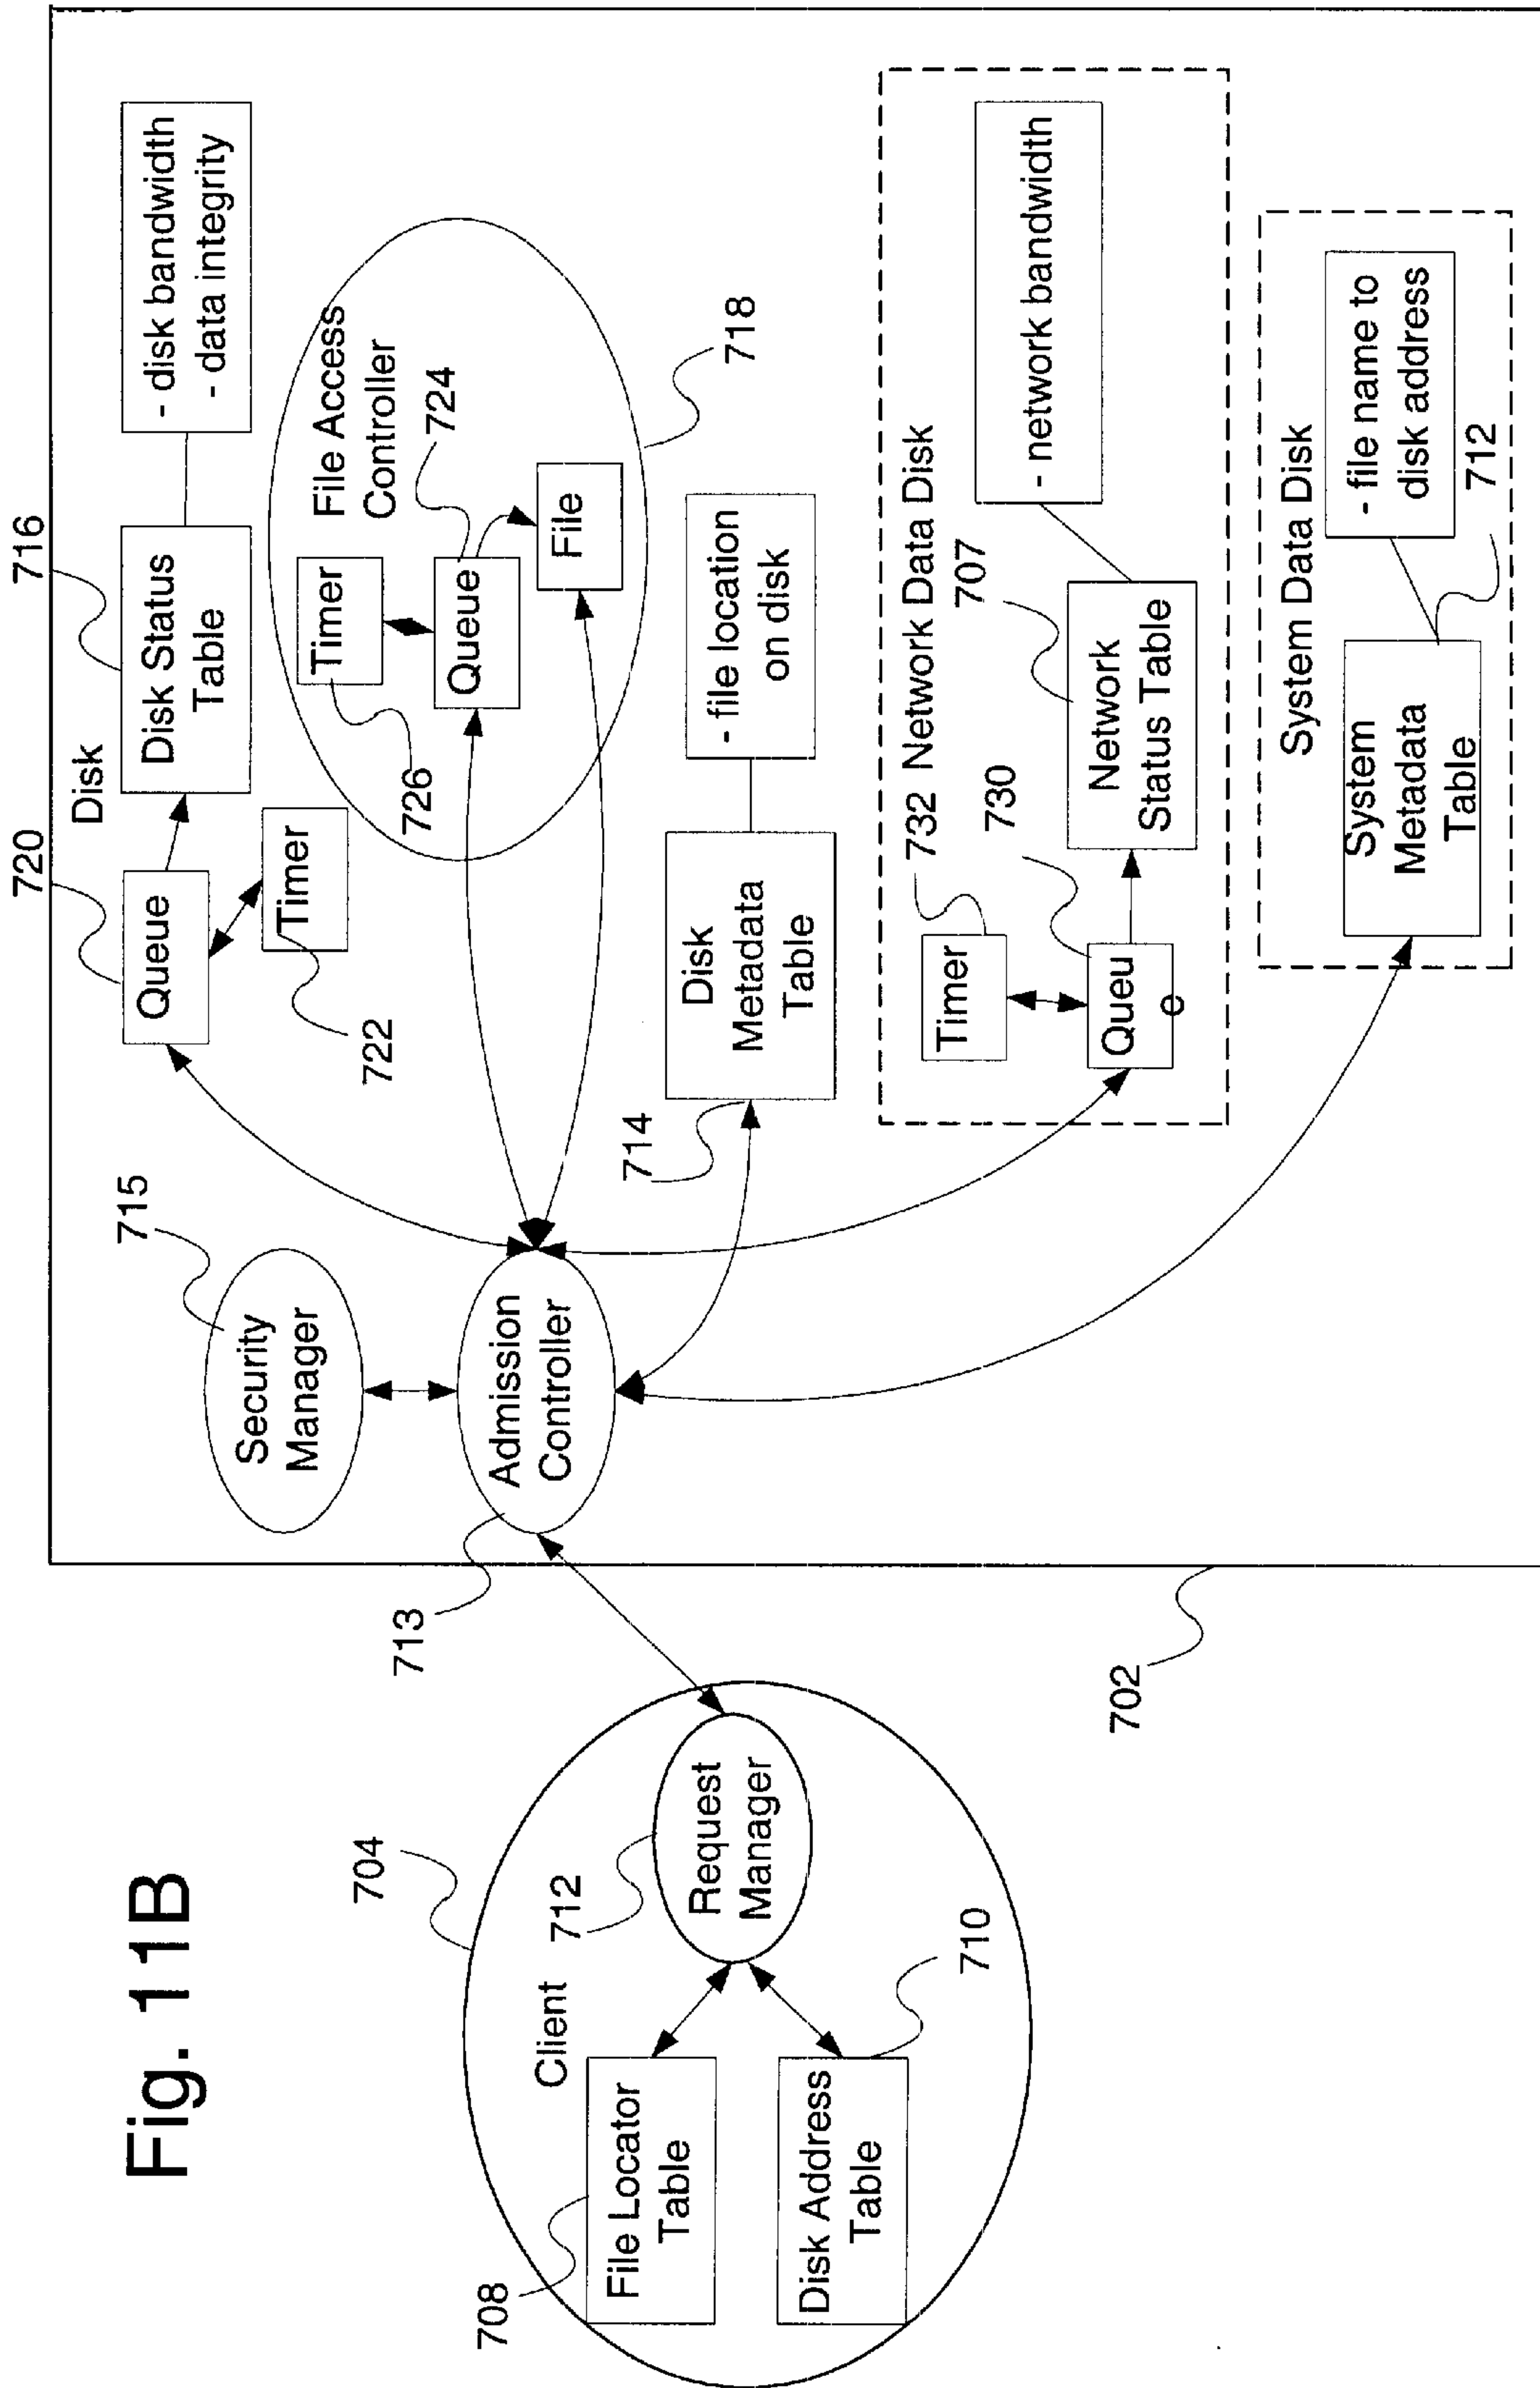 Fig. 11B
704
Client
708
File Locator
Table
Disk Address
Table
710
712
Request
Manager
702
713
Admission
Controller
715
Security
Manager
720
Queue
722
Timer
Disk
716
Disk Status
Table
- disk bandwidth
- data integrity
File Access
Controller
718
726
Timer
724
Queue
File
714
Disk
Metadata
Table
- file location
on disk
Network Data Disk
732
Timer
730
Queu
e
707
Network
Status Table
- network bandwidth
System Data Disk
System
Metadata
Table
712
- file name to
disk address